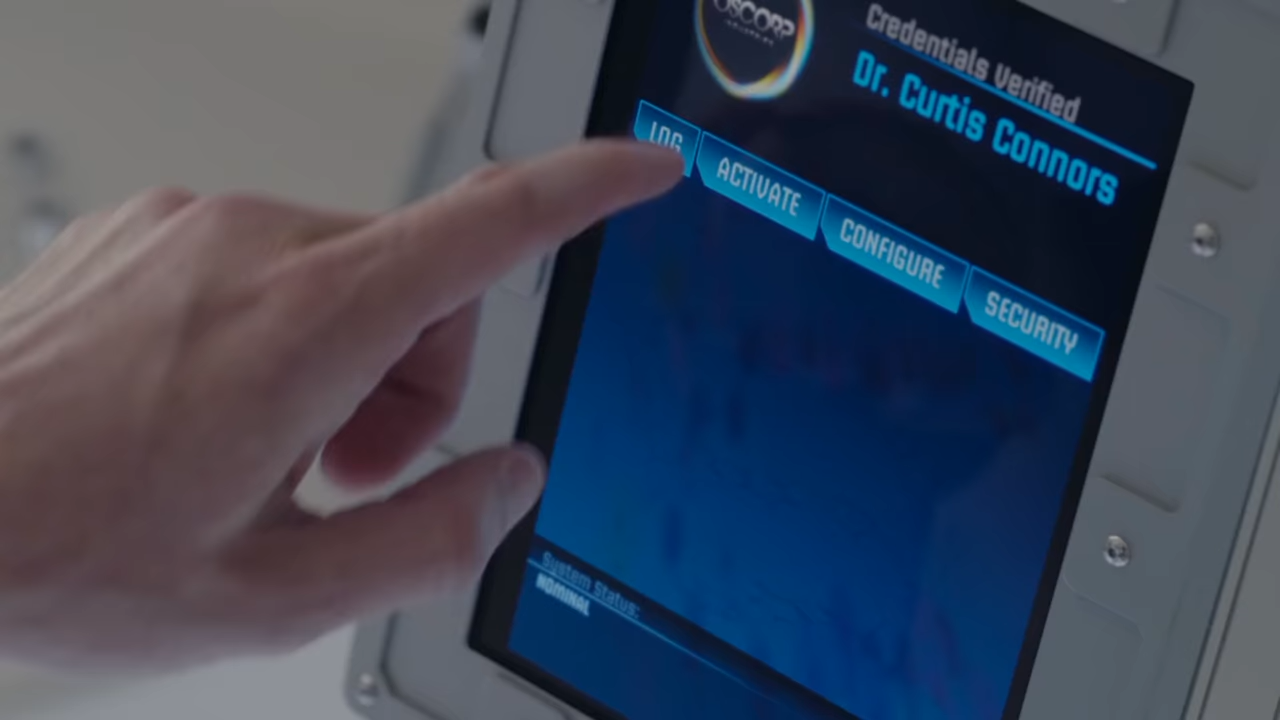 OSCORP
Credentials Verified
Dr. Curtis Connors
LOG
ACTIVATE
CONFIGURE
SECURITY
System Status:
NOMINAL